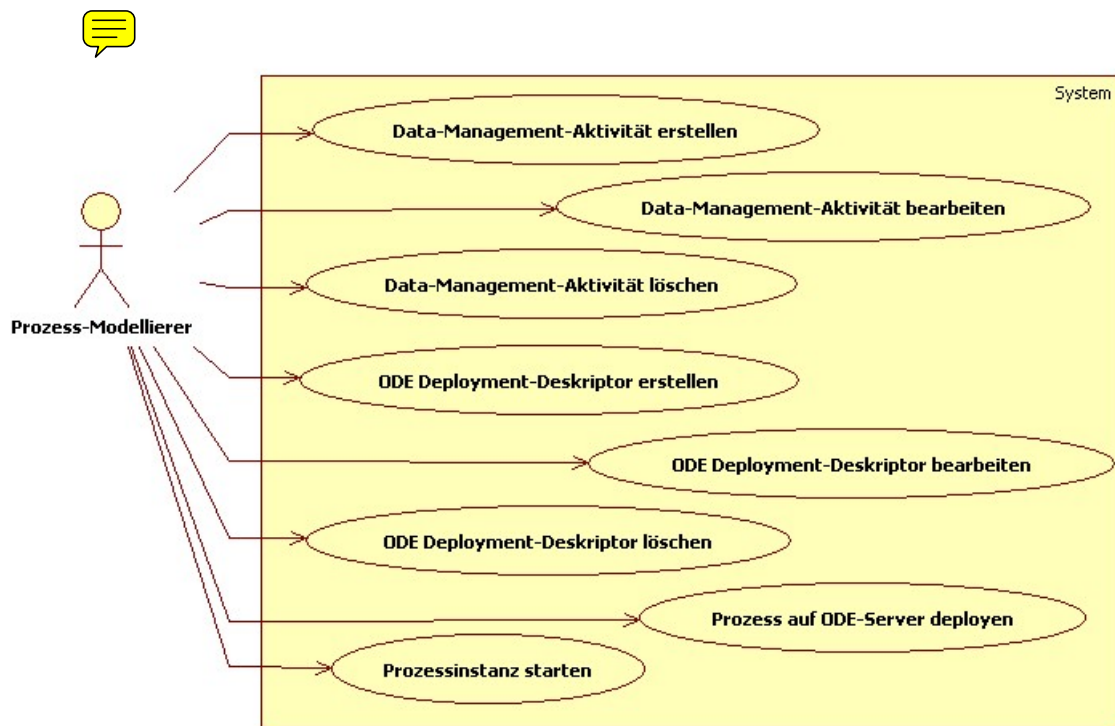 System
Data-Management-Aktivität erstellen
Data-Management-Aktivität bearbeiten
Data-Management-Aktivität löschen
Prozess-Modellierer
ODE Deployment-Deskriptor erstellen
ODE Deployment-Deskriptor bearbeiten
ODE Deployment-Deskriptor löschen
Prozess auf ODE-Server deployen
Prozessinstanz starten